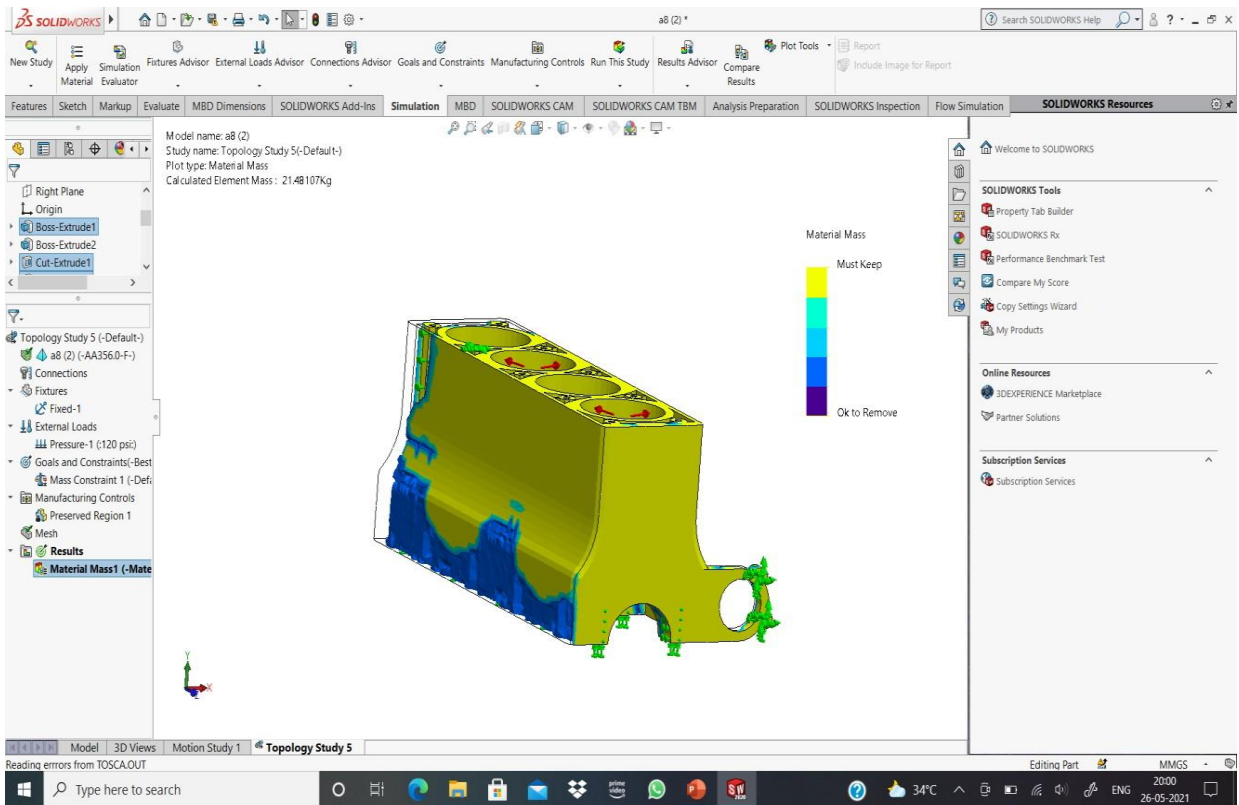 SOLIDWORKS
a8 (2) *
Search SOLIDWORKS Help
New Study
Apply Material
Simulation Evaluator
Fixtures Advisor
External Loads Advisor
Connections Advisor
Goals and Constraints
Manufacturing Controls
Run This Study
Results Advisor
Compare Results
Plot Tools
Report
Include Image for Report
Features
Sketch
Markup
Evaluate
MBD Dimensions
SOLIDWORKS Add-Ins
Simulation
MBD
SOLIDWORKS CAM
SOLIDWORKS CAM TBM
Analysis Preparation
SOLIDWORKS Inspection
Flow Simulation
SOLIDWORKS Resources
Right Plane
Origin
Boss-Extrude1
Boss-Extrude2
Cut-Extrude1
Topology Study 5 (-Default-)
a8 (2) (-AA356.0-F-)
Connections
Fixtures
Fixed-1
External Loads
Pressure-1 (:120 psi:)
Goals and Constraints(-Best
Mass Constraint 1 (-Defa
Manufacturing Controls
Preserved Region 1
Mesh
Results
Material Mass1 (-Mate
Model name: a8 (2)
Study name: Topology Study 5(-Default-)
Plot type: Material Mass
Calculated Element Mass : 21.48107Kg
Material Mass
Must Keep
Ok to Remove
Y
X
Welcome to SOLIDWORKS
SOLIDWORKS Tools
Property Tab Builder
SOLIDWORKS Rx
Performance Benchmark Test
Compare My Score
Copy Settings Wizard
My Products
Online Resources
3DEXPERIENCE Marketplace
Partner Solutions
Subscription Services
Subscription Services
Model
3D Views
Motion Study 1
Topology Study 5
Reading errrors from TOSCA.OUT
Editing Part
MMGS
Type here to search
prime video
SW
34°C
ENG
20:00
26-05-2021